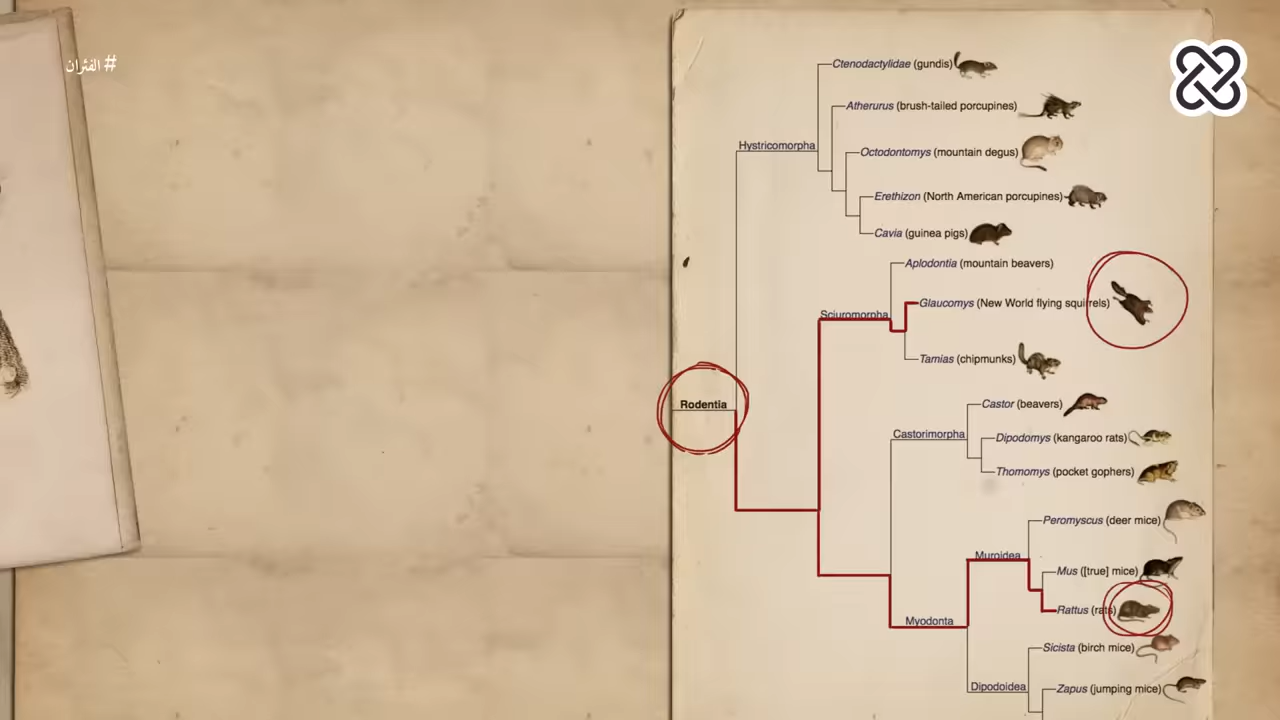 # الفئران
Ctenodactylidae (gundis)
Atherurus (brush-tailed porcupines)
Hystricomorpha
Octodontomys (mountain degus)
Erethizon (North American porcupines)
Cavia (guinea pigs)
Aplodontia (mountain beavers)
Glaucomys (New World flying squirrels)
Sciuromorpha
Tamias (chipmunks)
Rodentia
Castor (beavers)
Castorimorpha
Dipodomys (kangaroo rats)
Thomomys (pocket gophers)
Peromyscus (deer mice)
Muroidea
Mus ([true] mice)
Rattus (rats)
Myodonta
Sicista (birch mice)
Dipodoidea
Zapus (jumping mice)